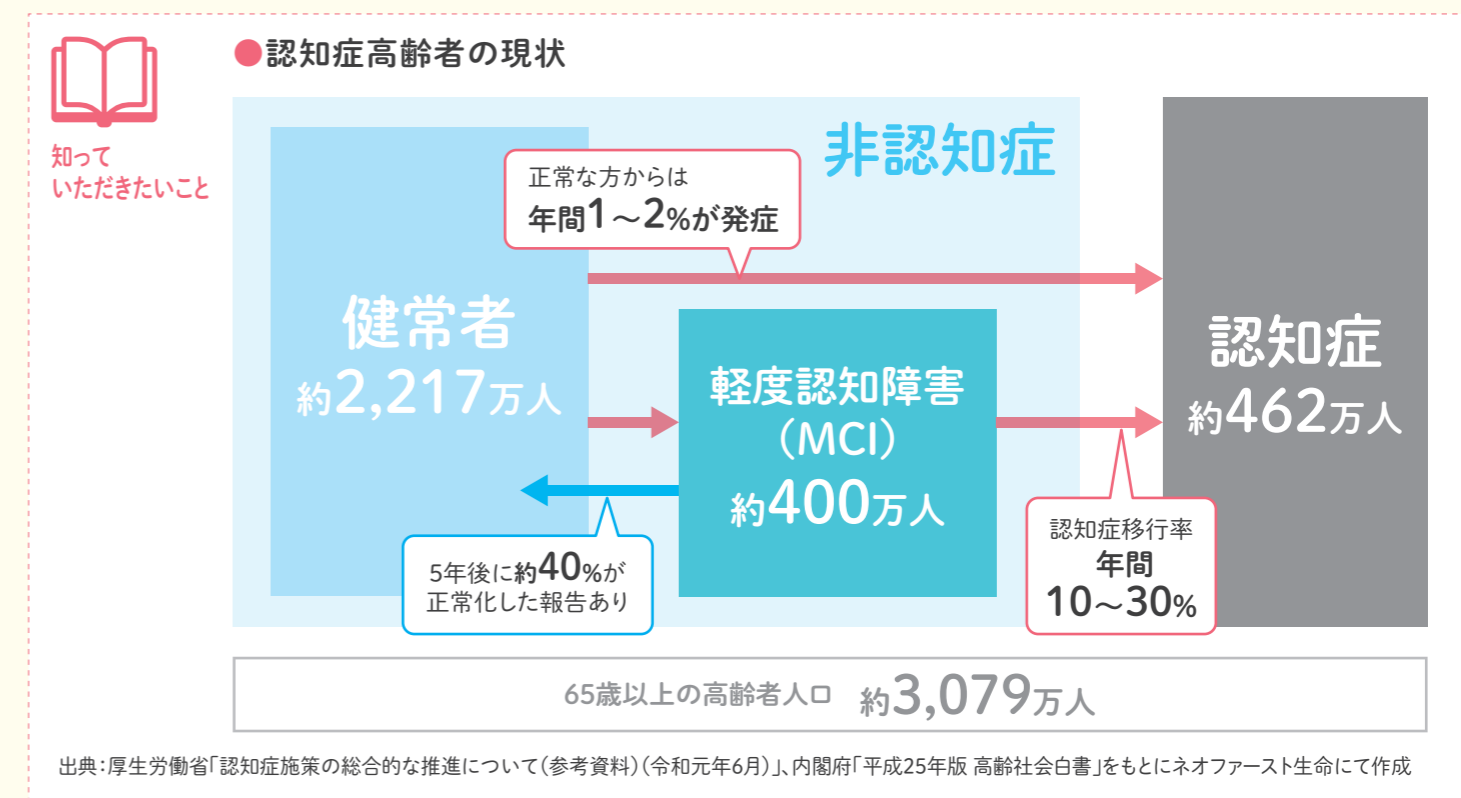 知って
いただきたいこと
●認知症高齢者の現状
非認知症
正常な方からは
年間1～2%が発症
健常者
約2,217万人
軽度認知障害
（MCI）
約400万人
認知症
約462万人
5年後に約40%が
正常化した報告あり
認知症移行率
年間
10～30%
65歳以上の高齢者人口 約3,079万人
出典：厚生労働省「認知症施策の総合的な推進について（参考資料）（令和元年6月）」、内閣府「平成25年版 高齢社会白書」をもとにネオファースト生命にて作成